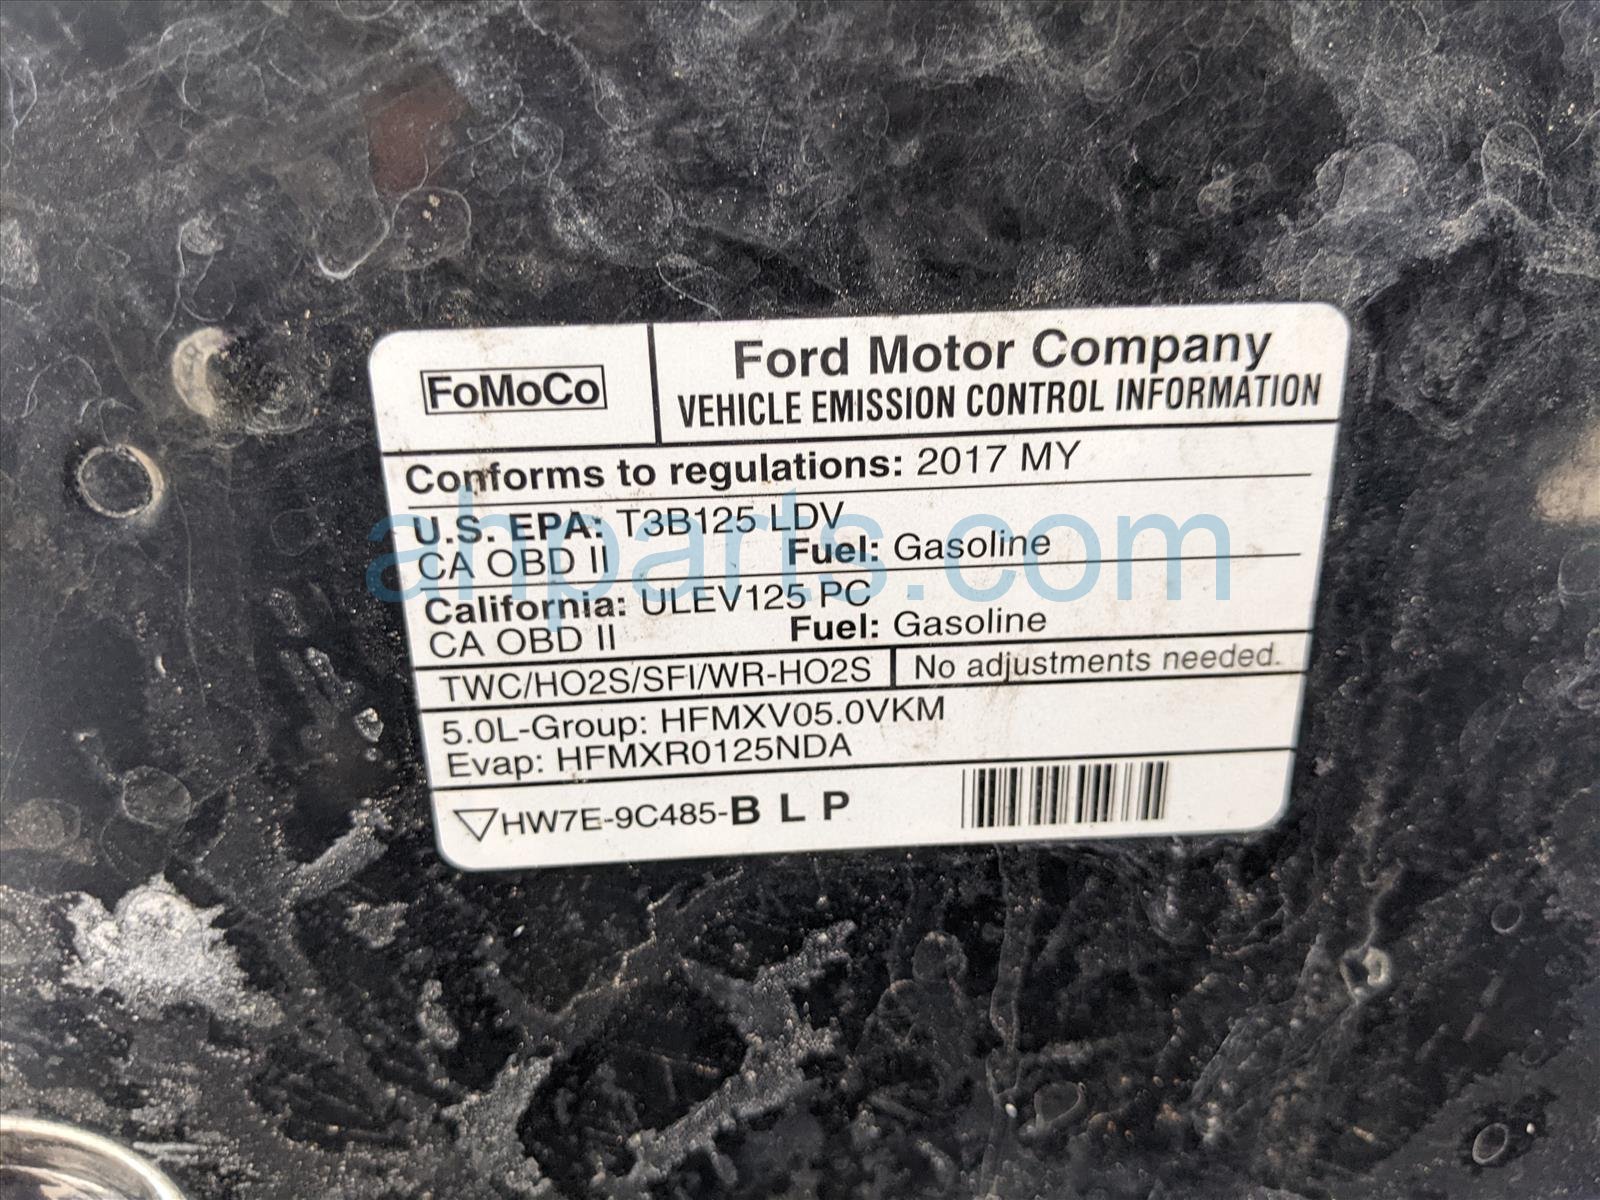 FoMoCo
Ford Motor Company
VEHICLE EMISSION CONTROL INFORMATION
Conforms to regulations: 2017 MY
U.S. EPA: T3B125 LDV
CA OBD II Fuel: Gasoline
California: ULEV125 PC
CA OBD II Fuel: Gasoline
TWC/HO2S/SFI/WR-HO2S No adjustments needed.
5.0L-Group: HFMXV05.0VKM
Evap: HFMXR0125NDA
HW7E-9C485-B L P
ahparts.com